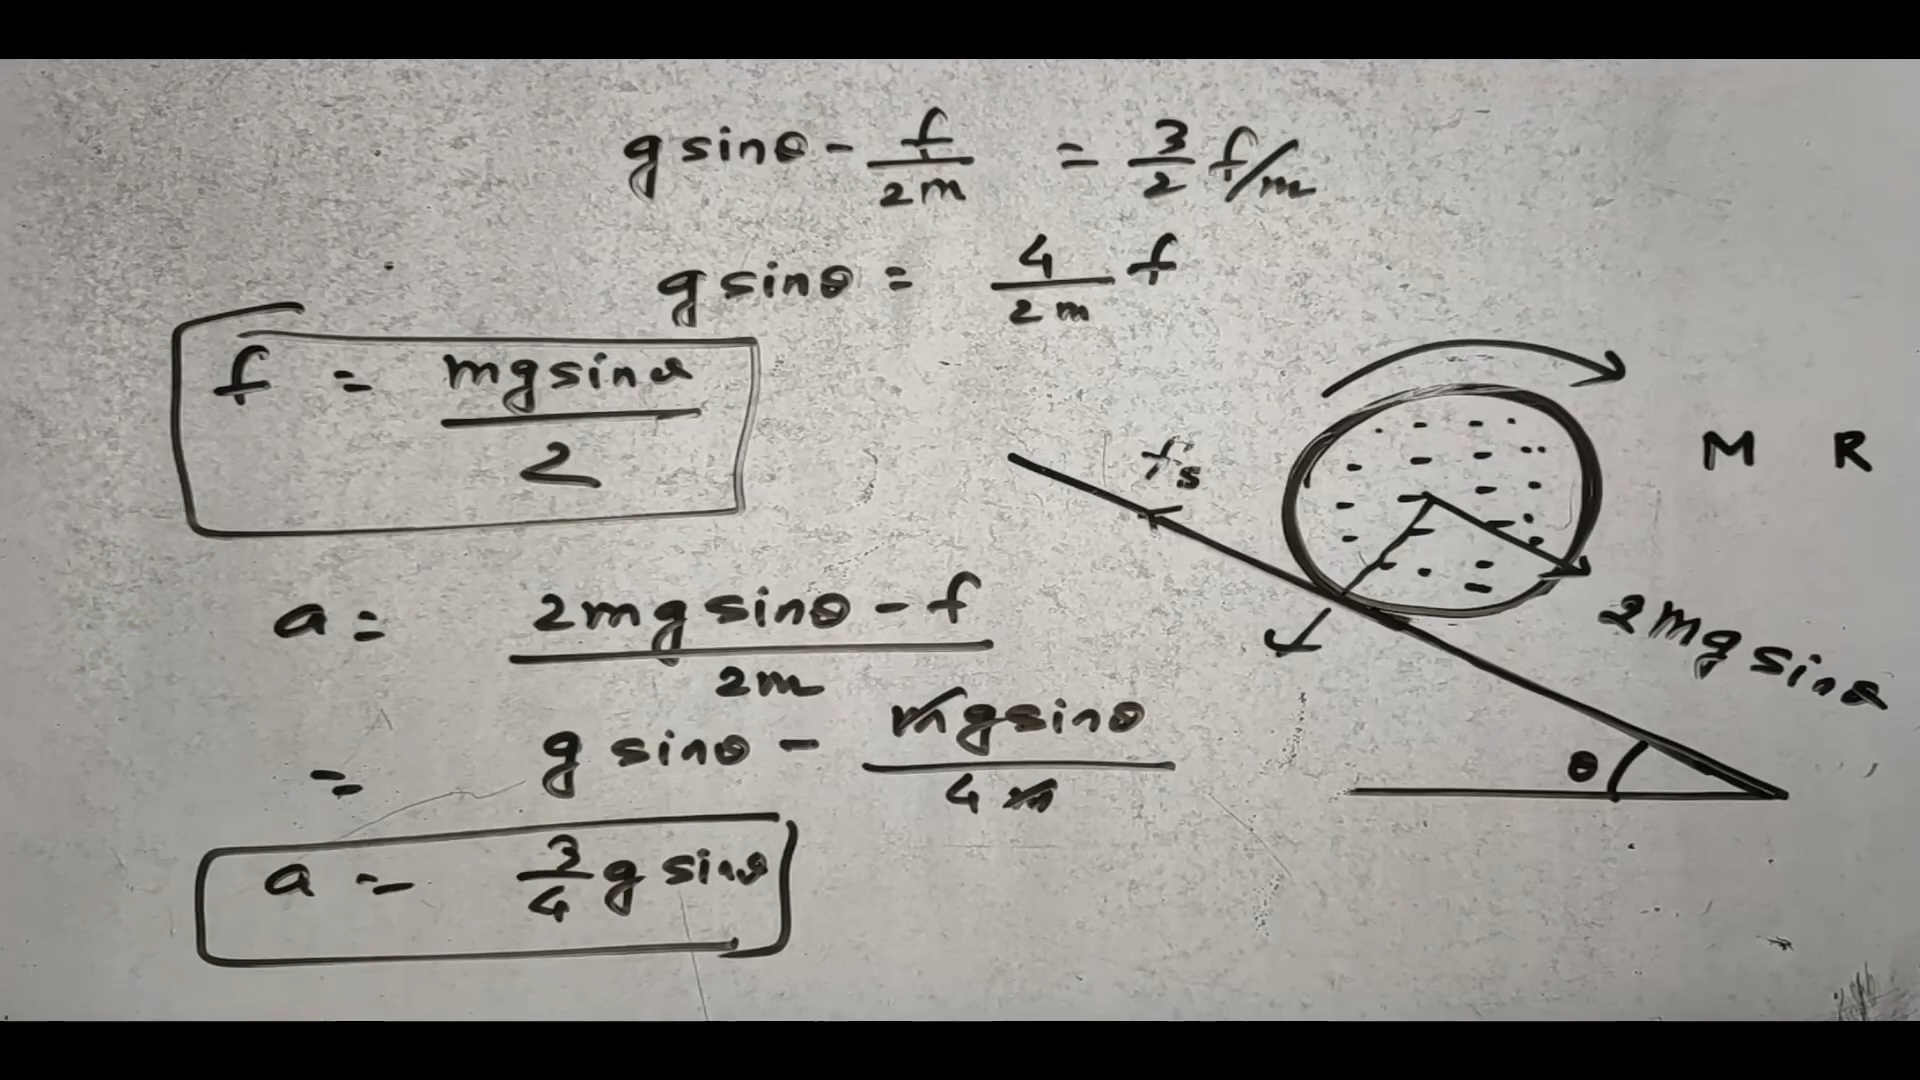 g sinθ - f/2m = 3/2 f/m
g sinθ = 4/2m f
f = mg sinθ / 2
fs
M R
a = 2mg sinθ - f / 2m
2mg sinθ
= g sinθ - mg sinθ / 4m
θ
a = 3/4 g sinθ